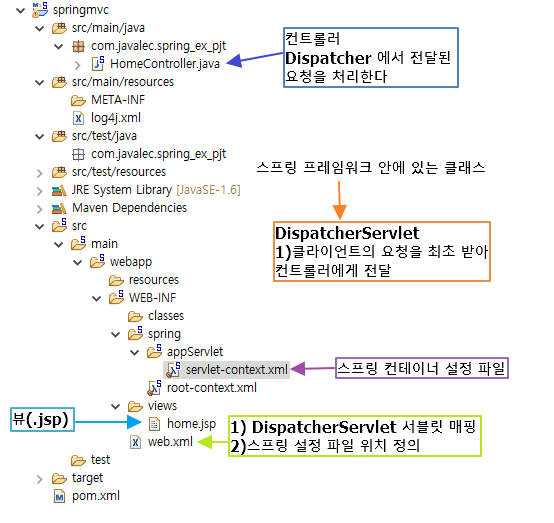 springmvc
src/main/java
com.javalec.spring_ex_pjt
HomeController.java
컨트롤러
Dispatcher 에서 전달된
요청을 처리한다
src/main/resources
META-INF
log4j.xml
src/test/java
com.javalec.spring_ex_pjt
src/test/resources
JRE System Library [JavaSE-1.6]
Maven Dependencies
스프링 프레임워크 안에 있는 클래스
DispatcherServlet
1)클라이언트의 요청을 최초 받아
컨트롤러에게 전달
src
main
webapp
resources
WEB-INF
classes
spring
appServlet
servlet-context.xml
스프링 컨테이너 설정 파일
root-context.xml
views
뷰(.jsp)
home.jsp
web.xml
1) DispatcherServlet 서블릿 매핑
2)스프링 설정 파일 위치 정의
test
target
pom.xml